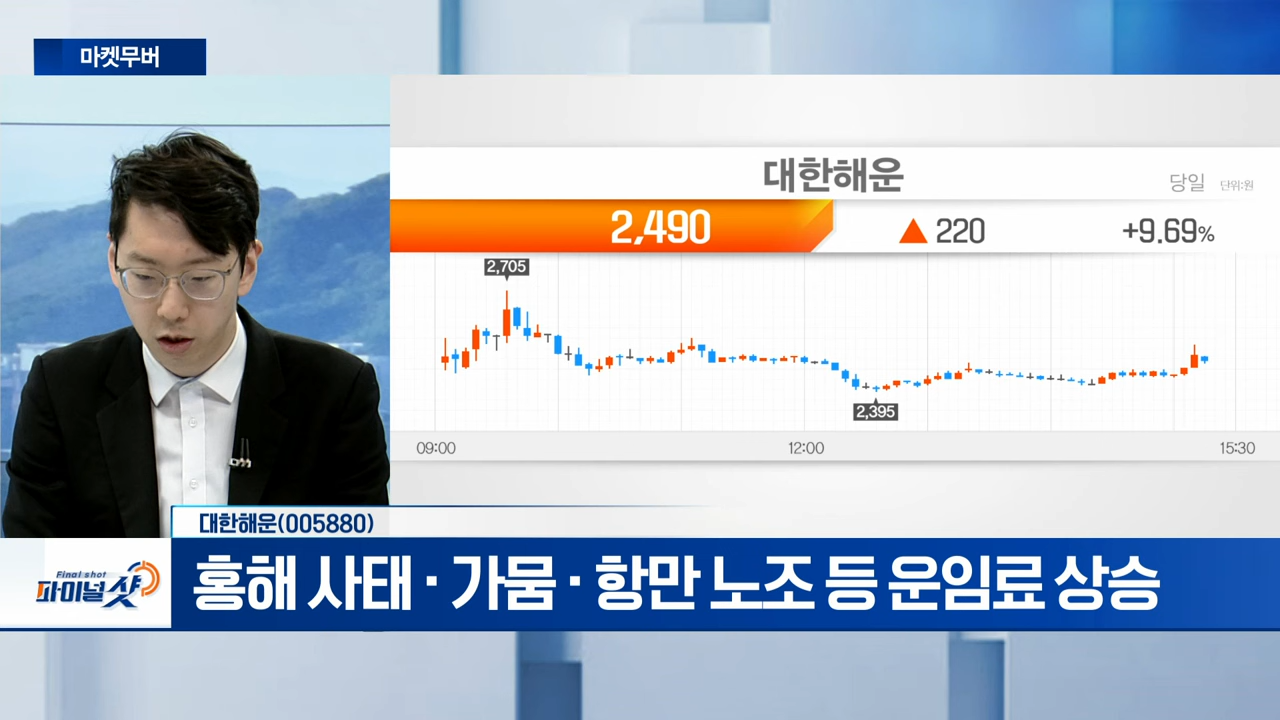 마켓무버
대한해운
당일 단위:원
2,490 ▲ 220 +9.69%
2,705
2,395
09:00 12:00 15:30
대한해운(005880)
Final shot
파이널샷
홍해 사태·가뭄·항만 노조 등 운임료 상승